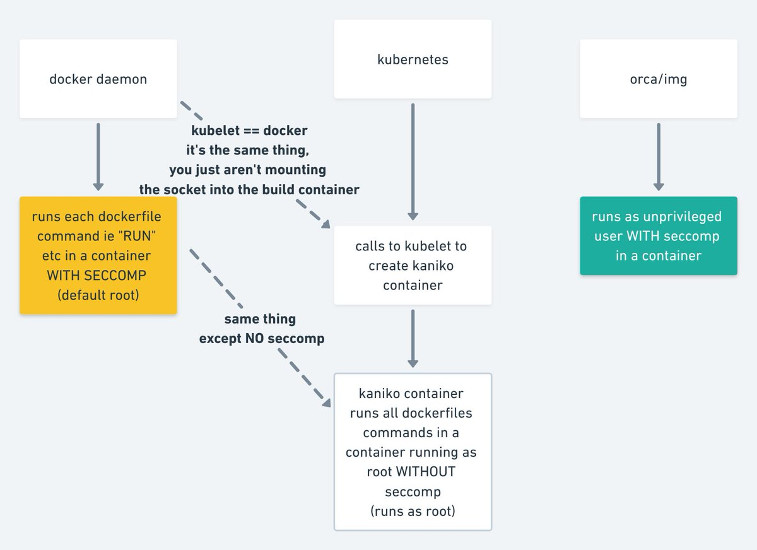 docker daemon
kubernetes
orca/img
kubelet == docker
it's the same thing,
you just aren't mounting
the socket into the build container
runs each dockerfile
command ie "RUN"
etc in a container
WITH SECCOMP
(default root)
calls to kubelet to
create kaniko
container
runs as unprivileged
user WITH seccomp
in a container
same thing
except NO seccomp
kaniko container
runs all dockerfiles
commands in a
container running as
root WITHOUT
seccomp
(runs as root)